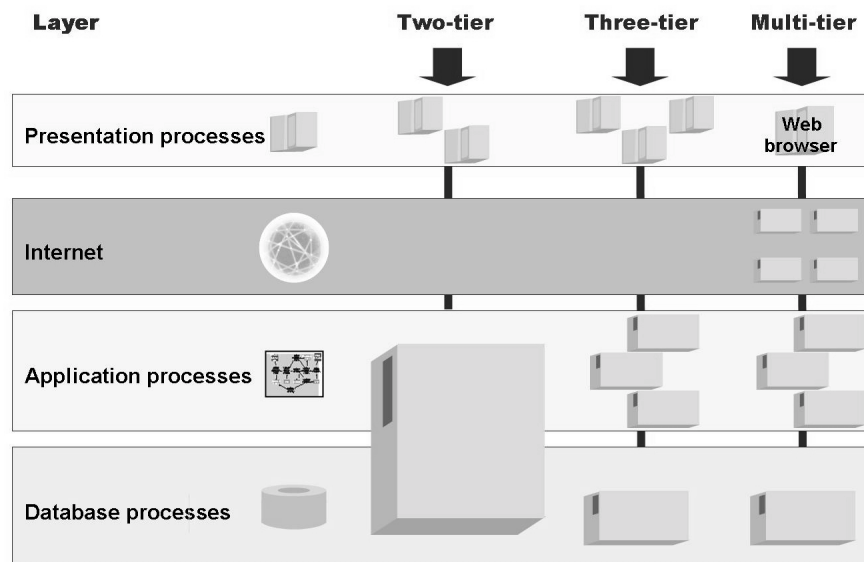 Layer
Two-tier
Three-tier
Multi-tier
Presentation processes
Web
browser
Internet
Application processes
Database processes